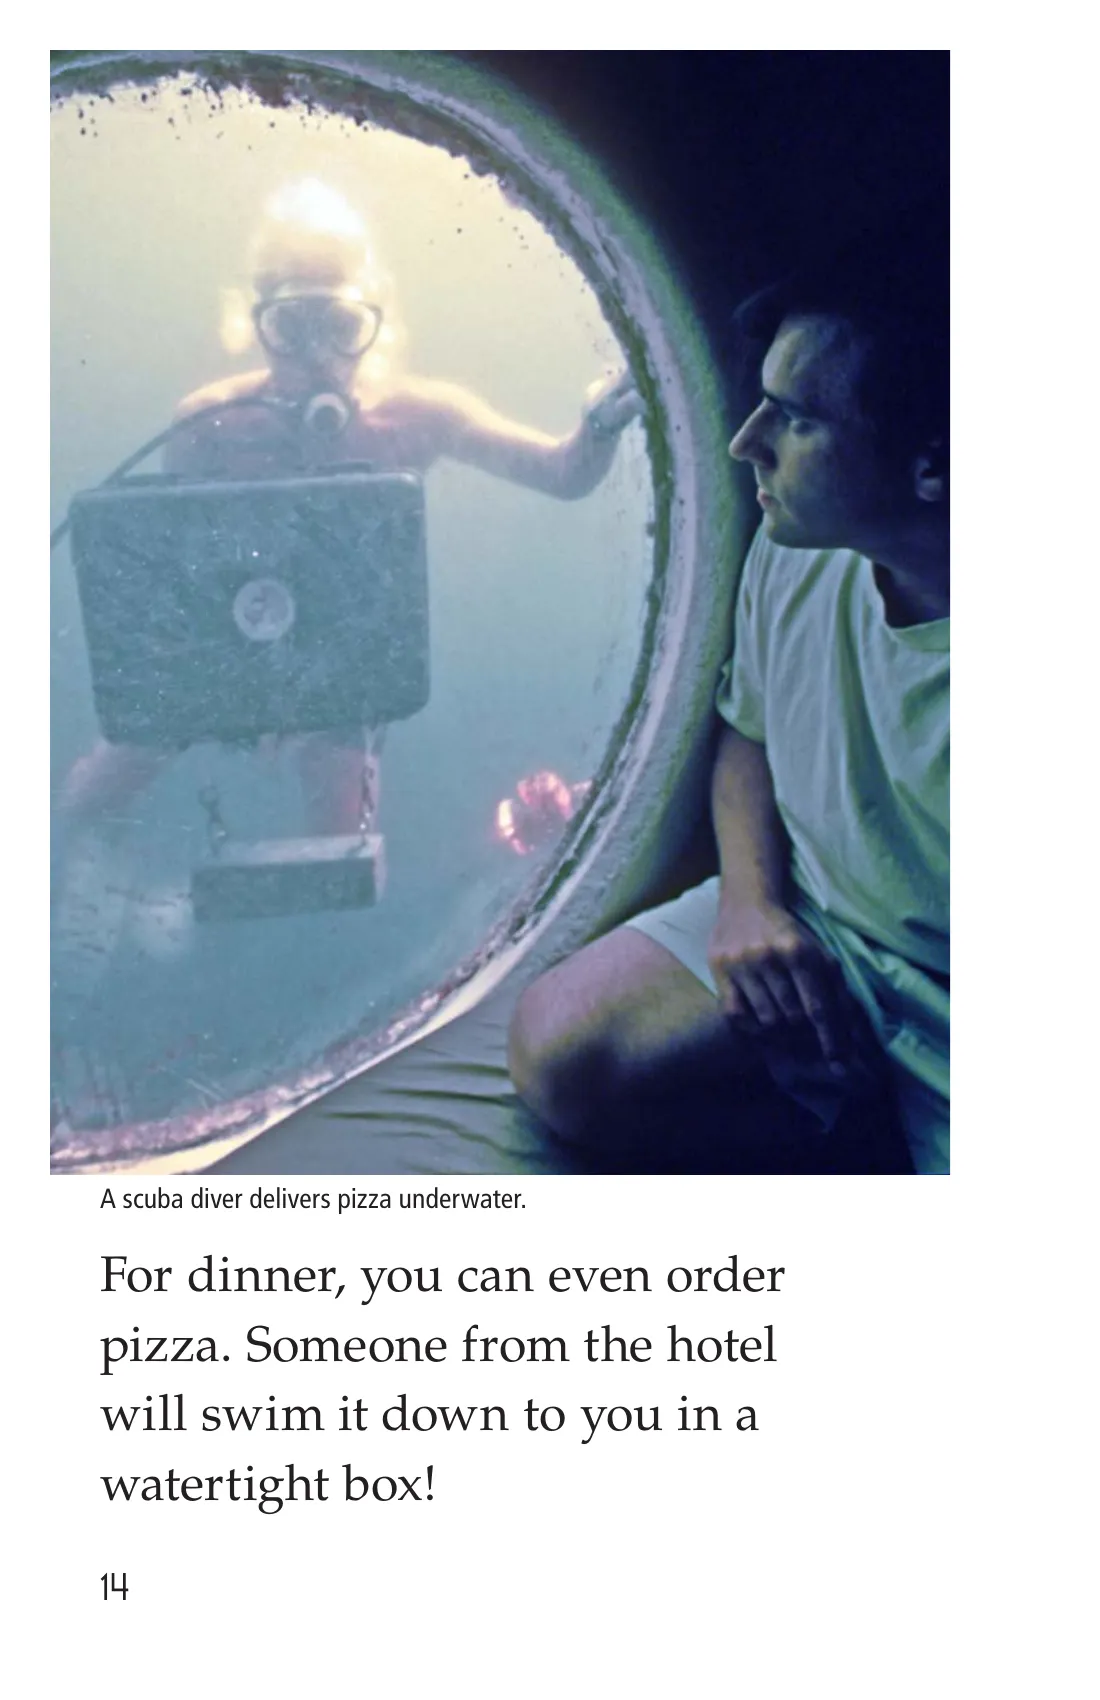 A scuba diver delivers pizza underwater.
For dinner, you can even order
pizza. Someone from the hotel
will swim it down to you in a
watertight box!
14